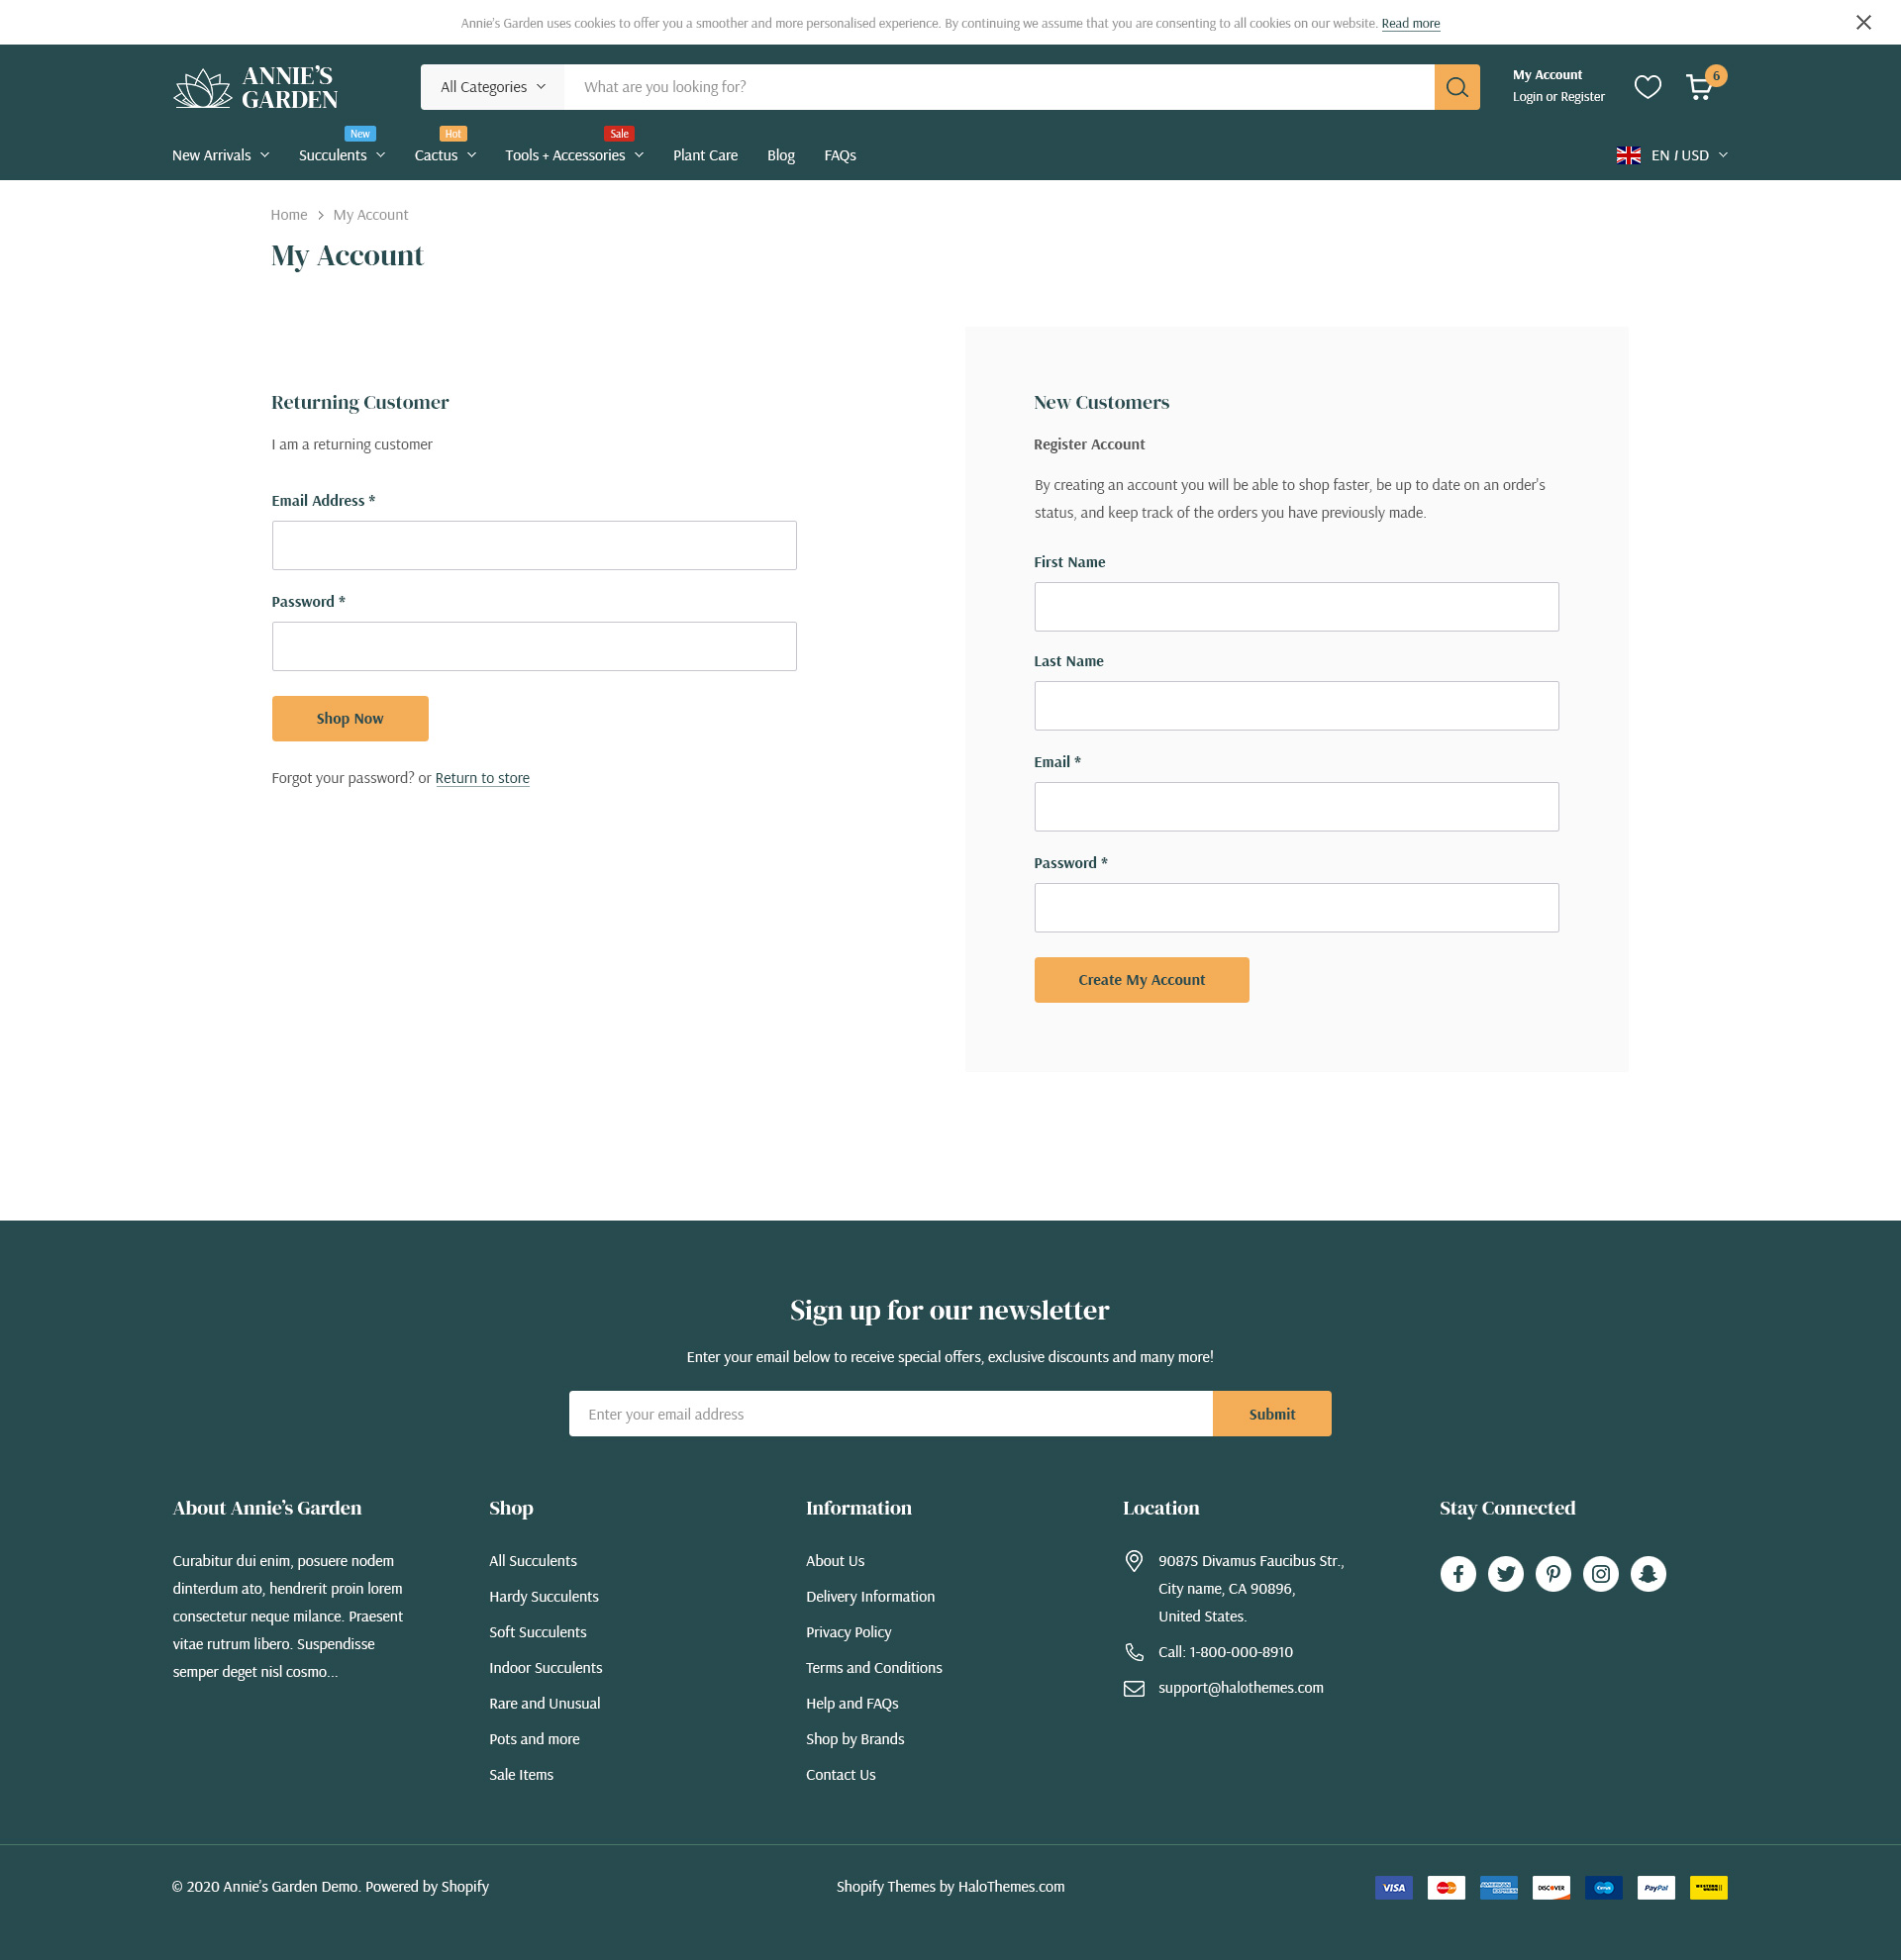 Annie's Garden uses cookies to offer you a smoother and more personalised experience. By continuing we assume that you are consenting to all cookies on our website. Read more
ANNIE'S
GARDEN
All Categories
What are you looking for?
My Account
Login or Register
6
New
Hot
Sale
New Arrivals
Succulents
Cactus
Tools + Accessories
Plant Care
Blog
FAQs
EN / USD
Home
My Account
My Account
Returning Customer
I am a returning customer
Email Address *
Password *
Shop Now
Forgot your password? or Return to store
New Customers
Register Account
By creating an account you will be able to shop faster, be up to date on an order's
status, and keep track of the orders you have previously made.
First Name
Last Name
Email *
Password *
Create My Account
Sign up for our newsletter
Enter your email below to receive special offers, exclusive discounts and many more!
Enter your email address
Submit
About Annie's Garden
Curabitur dui enim, posuere nodem
dinterdum ato, hendrerit proin lorem
consectetur neque milance. Praesent
vitae rutrum libero. Suspendisse
semper deget nisl cosmo...
Shop
All Succulents
Hardy Succulents
Soft Succulents
Indoor Succulents
Rare and Unusual
Pots and more
Sale Items
Information
About Us
Delivery Information
Privacy Policy
Terms and Conditions
Help and FAQs
Shop by Brands
Contact Us
Location
9087S Divamus Faucibus Str.,
City name, CA 90896,
United States.
Call: 1-800-000-8910
support@halothemes.com
Stay Connected
© 2020 Annie's Garden Demo. Powered by Shopify
Shopify Themes by HaloThemes.com
VISA
MasterCard
AMERICAN EXPRESS
DISCOVER
Cirrus
PayPal
WESTERN UNION